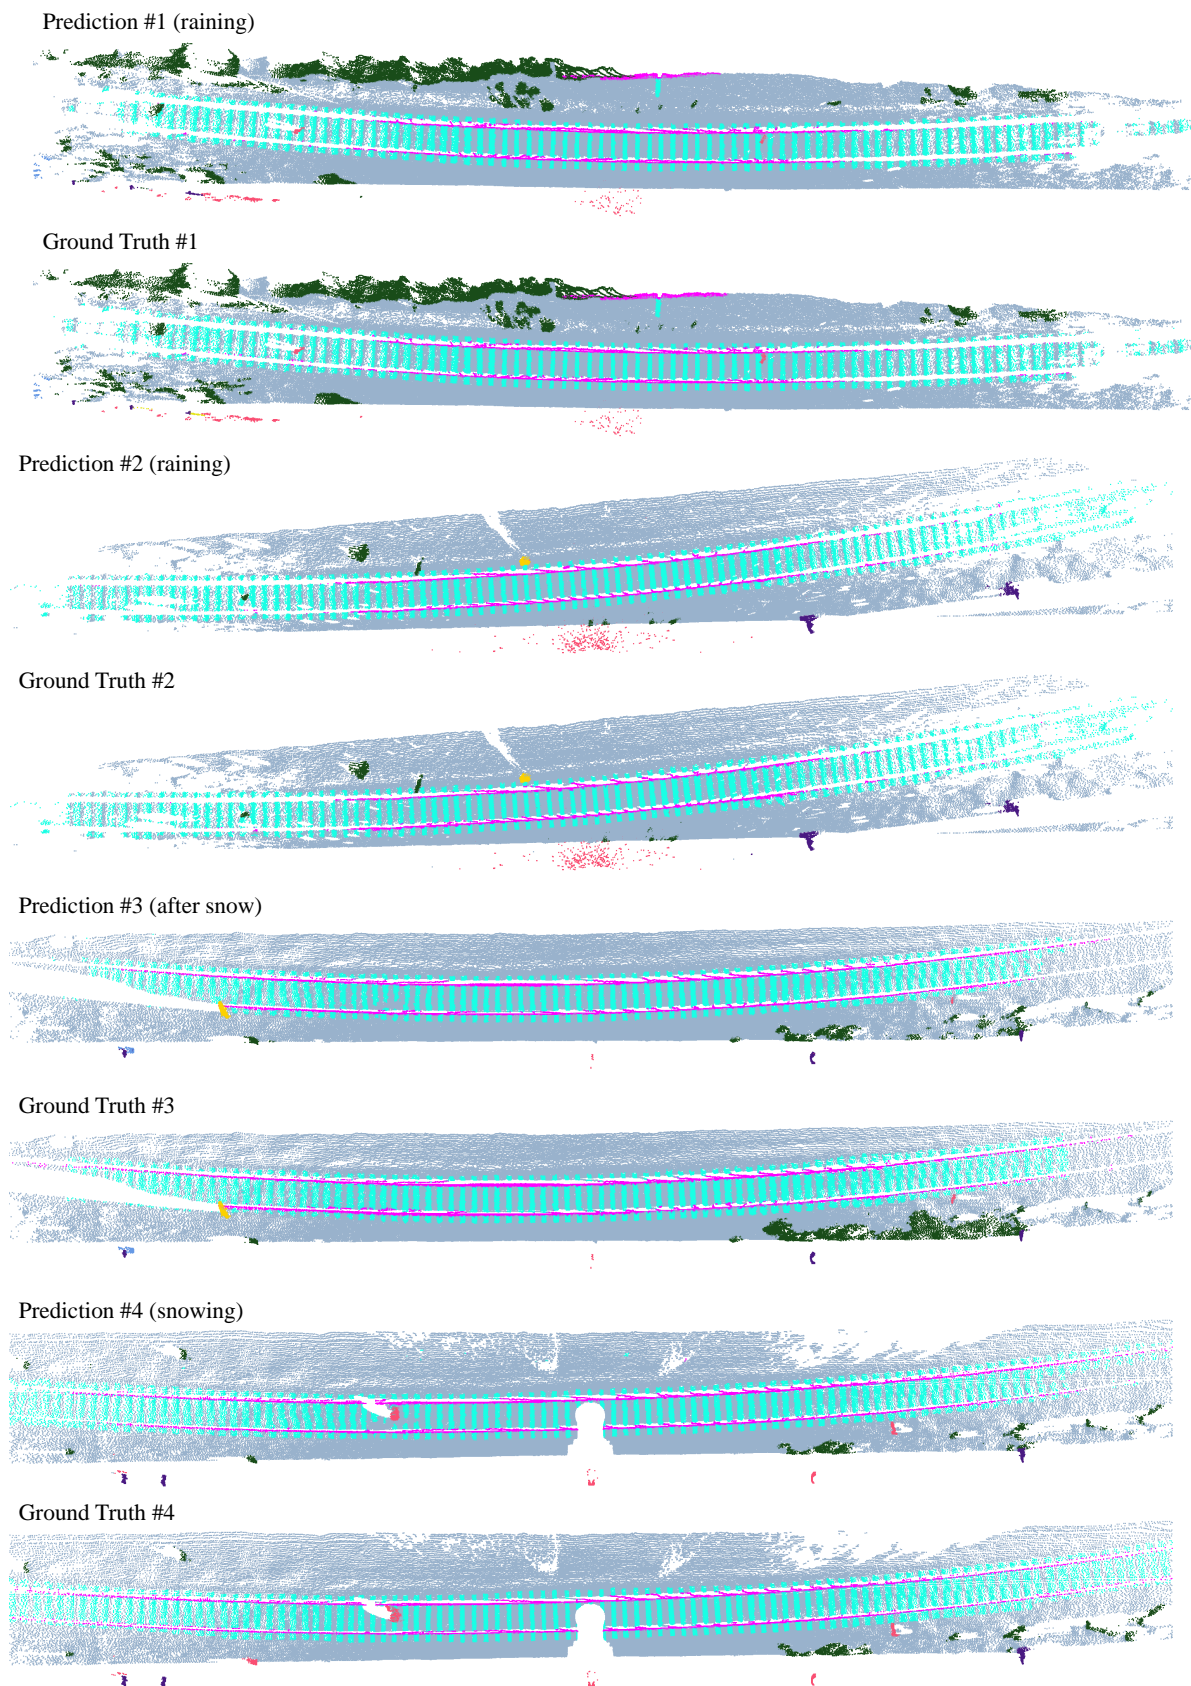 Prediction #1 (raining)
Ground Truth #1
Prediction #2 (raining)
Ground Truth #2
Prediction #3 (after snow)
Ground Truth #3
Prediction #4 (snowing)
Ground Truth #4